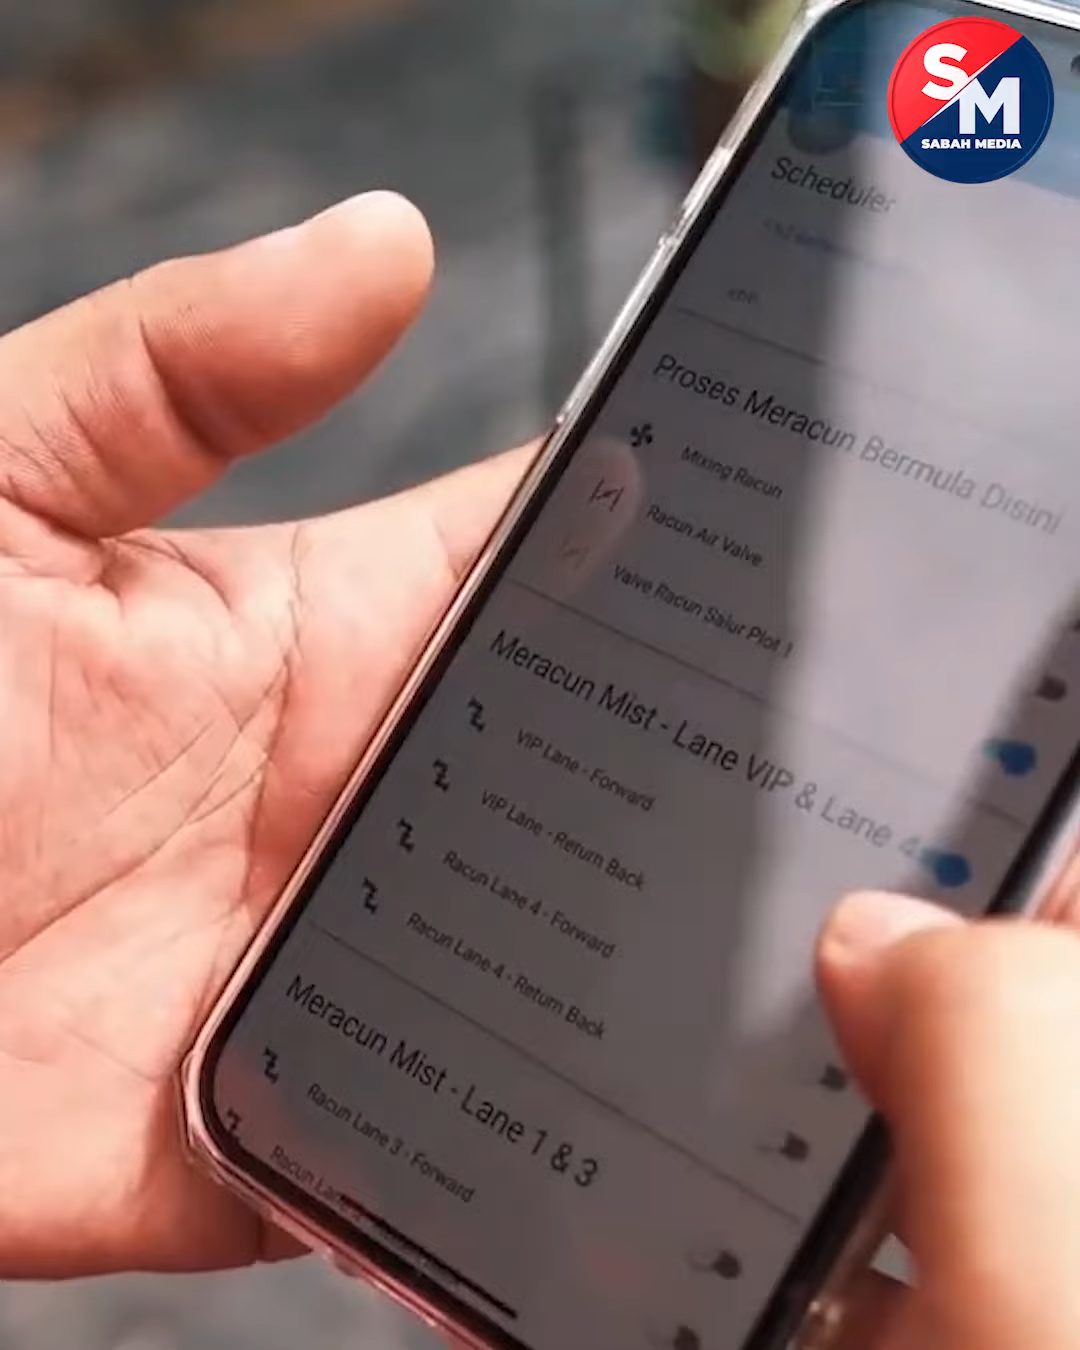 SM
SABAH MEDIA
Scheduler
Proses Meracun Bermula Disini
Mixing Racun
Racun Air Valve
Valve Racun Salur Plot 1
Meracun Mist - Lane VIP & Lane 4
VIP Lane - Forward
VIP Lane - Return Back
Racun Lane 4 - Forward
Racun Lane 4 - Return Back
Meracun Mist - Lane 1 & 3
Racun Lane 3 - Forward
Racun